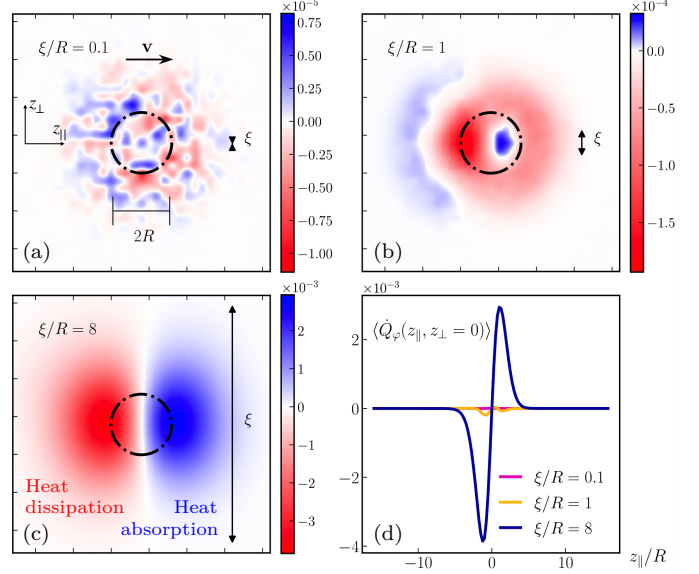 ×10⁻⁵
ξ/R = 0.1
v
z⊥
z∥
ξ
2R
(a)
0.75
0.50
0.25
0.00
−0.25
−0.50
−0.75
−1.00
×10⁻⁴
ξ/R = 1
ξ
(b)
0.0
−0.5
−1.0
−1.5
×10⁻³
ξ/R = 8
ξ
Heat dissipation
Heat absorption
(c)
2
1
0
−1
−2
−3
×10⁻³
⟨Q̇φ(z∥, z⊥ = 0)⟩
2
0
−2
−4
ξ/R = 0.1
ξ/R = 1
ξ/R = 8
(d)
−10
0
10
z∥/R